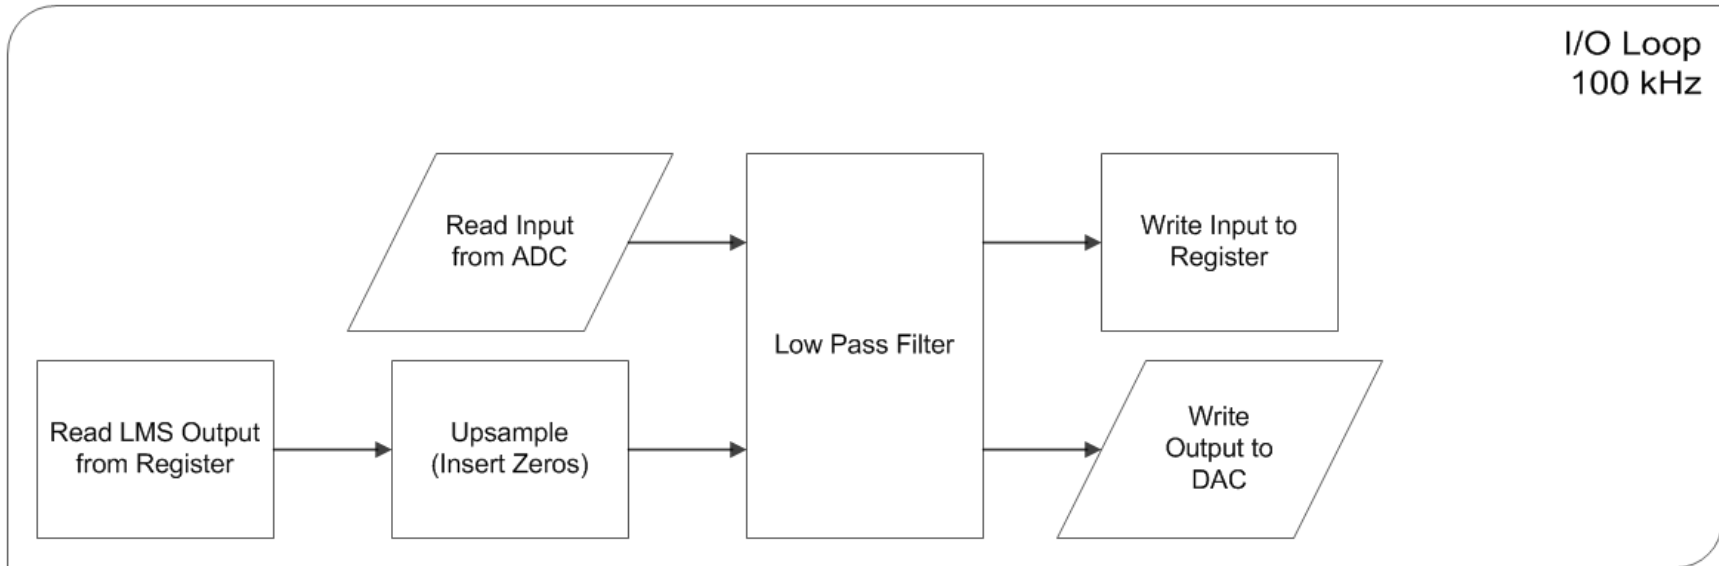 I/O Loop
100 kHz
Read Input
from ADC
Low Pass Filter
Write Input to
Register
Read LMS Output
from Register
Upsample
(Insert Zeros)
Write
Output to
DAC